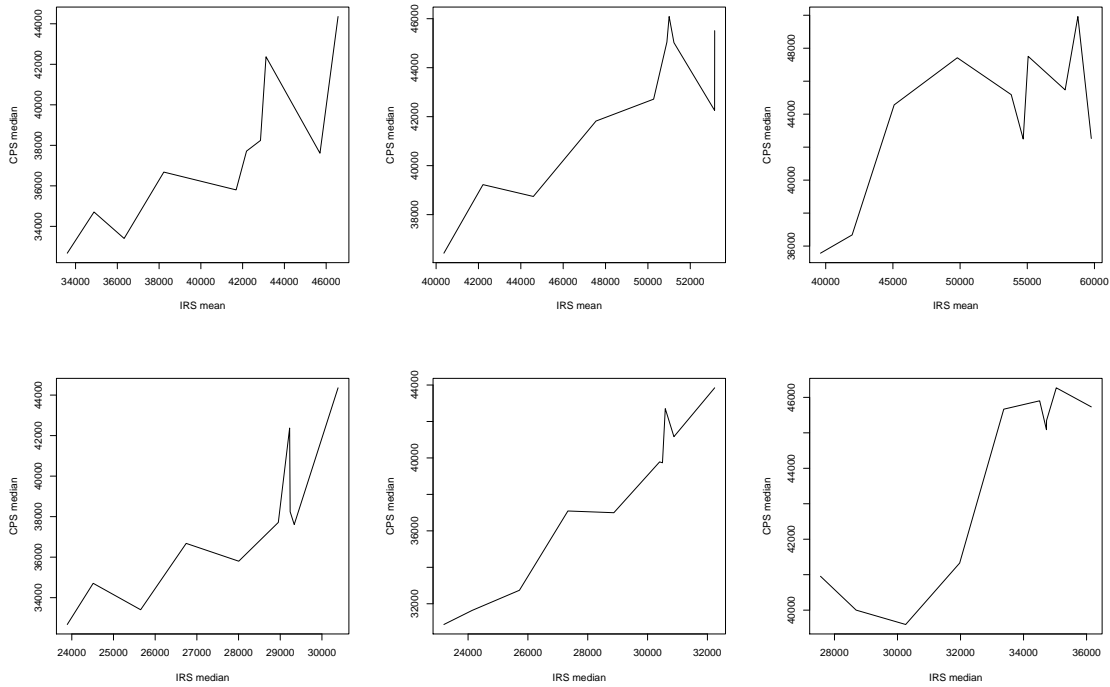 34000 36000 38000 40000 42000 44000
CPS median
34000 36000 38000 40000 42000 44000 46000
IRS mean
38000 40000 42000 44000 46000
CPS median
40000 42000 44000 46000 48000 50000 52000
IRS mean
36000 40000 44000 48000
CPS median
40000 45000 50000 55000 60000
IRS mean
34000 36000 38000 40000 42000 44000
CPS median
24000 25000 26000 27000 28000 29000 30000
IRS median
32000 36000 40000 44000
CPS median
24000 26000 28000 30000 32000
IRS median
40000 42000 44000 46000
CPS median
28000 30000 32000 34000 36000
IRS median